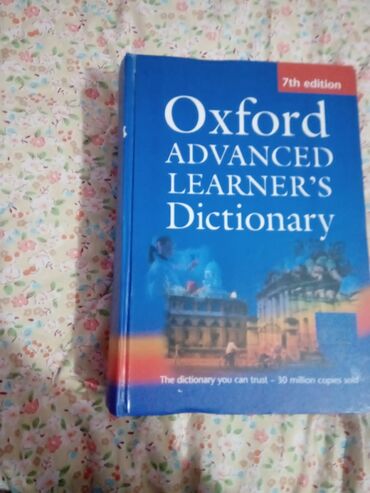 7th edition
Oxford
ADVANCED
LEARNER'S
Dictionary
The dictionary you can trust – 30 million copies sold